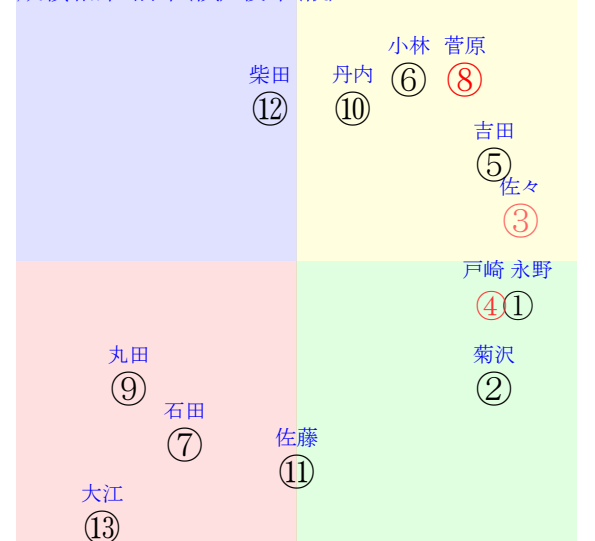 小林 菅原
柴田 丹内 ⑥ ⑧
⑫ ⑩
吉田
⑤
佐々
③
戸崎 永野
④①
丸田 菊沢
⑨ ②
石田
⑦ 佐藤
⑪
大江
⑬